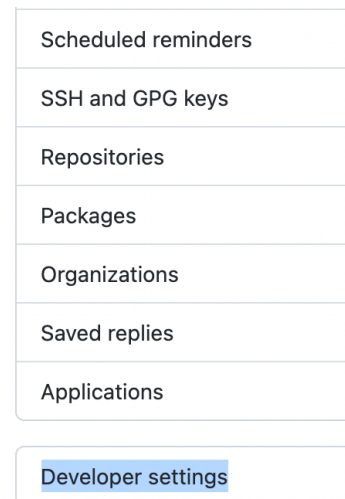 Scheduled reminders
SSH and GPG keys
Repositories
Packages
Organizations
Saved replies
Applications
Developer settings